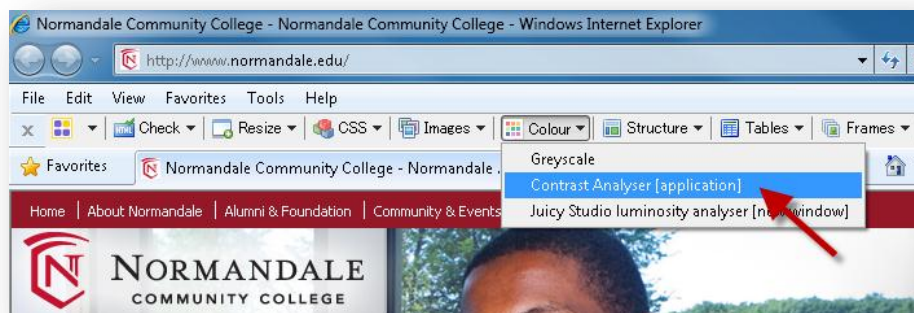 Normandale Community College - Normandale Community College - Windows Internet Explorer
http://www.normandale.edu/
File Edit View Favorites Tools Help
x Check Resize CSS Images Colour Structure Tables Frames
Favorites Normandale Community College - Normandale .
Greyscale
Contrast Analyser [application]
Juicy Studio luminosity analyser [new window]
Home | About Normandale | Alumni & Foundation | Community & Events
N
NORMANDALE
COMMUNITY COLLEGE